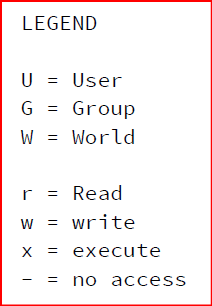 LEGEND
U = User
G = Group
W = World
r = Read
w = write
x = execute
- = no access